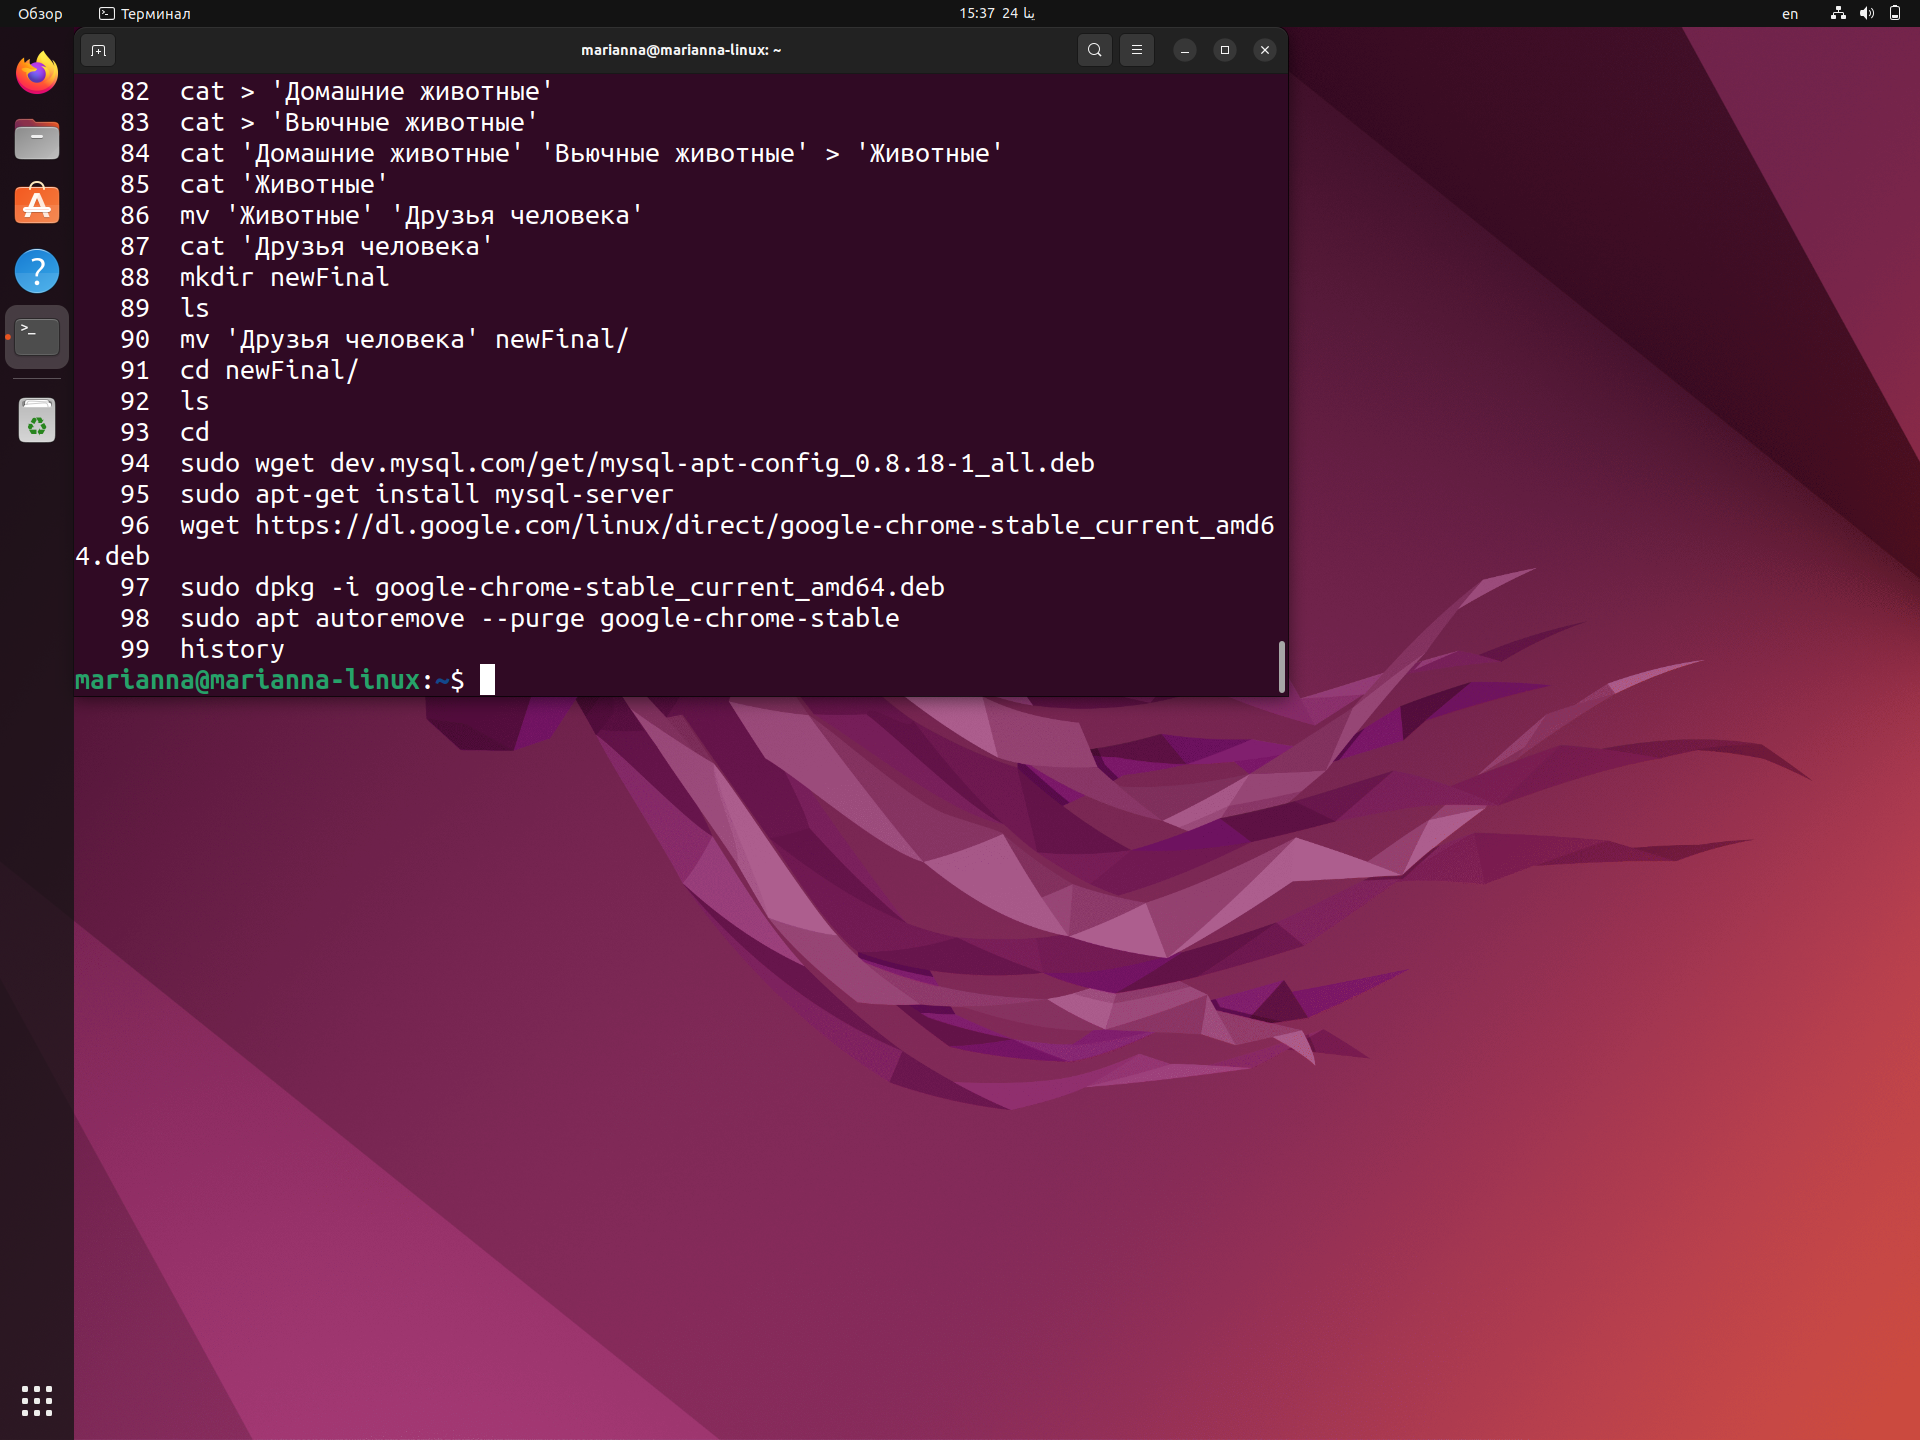 Обзор
Терминал
15:37 24 ينا
en
marianna@marianna-linux: ~
82 cat > 'Домашние животные'
83 cat > 'Вьючные животные'
84 cat 'Домашние животные' 'Вьючные животные' > 'Животные'
85 cat 'Животные'
86 mv 'Животные' 'Друзья человека'
87 cat 'Друзья человека'
88 mkdir newFinal
89 ls
90 mv 'Друзья человека' newFinal/
91 cd newFinal/
92 ls
93 cd
94 sudo wget dev.mysql.com/get/mysql-apt-config_0.8.18-1_all.deb
95 sudo apt-get install mysql-server
96 wget https://dl.google.com/linux/direct/google-chrome-stable_current_amd6
4.deb
97 sudo dpkg -i google-chrome-stable_current_amd64.deb
98 sudo apt autoremove --purge google-chrome-stable
99 history
marianna@marianna-linux:~$